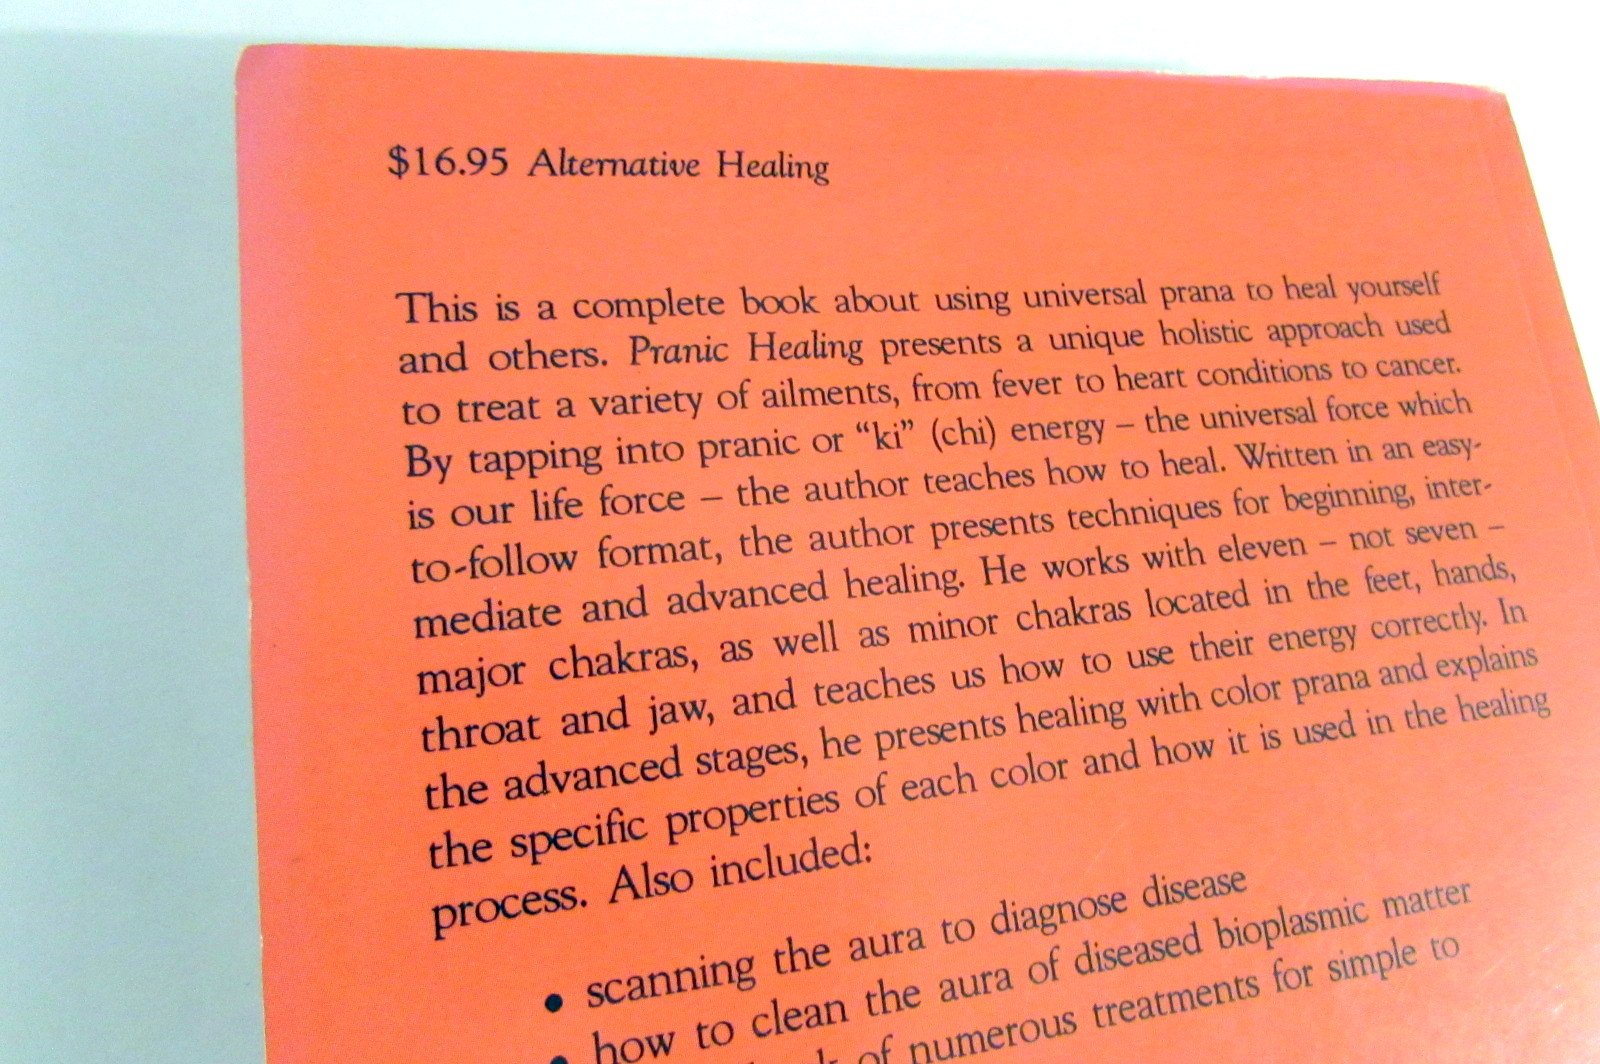 $16.95 Alternative Healing
This is a complete book about using universal prana to heal yourself
and others. Pranic Healing presents a unique holistic approach used
to treat a variety of ailments, from fever to heart conditions to cancer.
By tapping into pranic or “ki” (chi) energy – the universal force which
is our life force – the author teaches how to heal. Written in an easy-
to-follow format, the author presents techniques for beginning, inter-
mediate and advanced healing. He works with eleven – not seven –
major chakras, as well as minor chakras located in the feet, hands,
throat and jaw, and teaches us how to use their energy correctly. In
the advanced stages, he presents healing with color prana and explains
the specific properties of each color and how it is used in the healing
process. Also included:
• scanning the aura to diagnose disease
• how to clean the aura of diseased bioplasmic matter
of numerous treatments for simple to